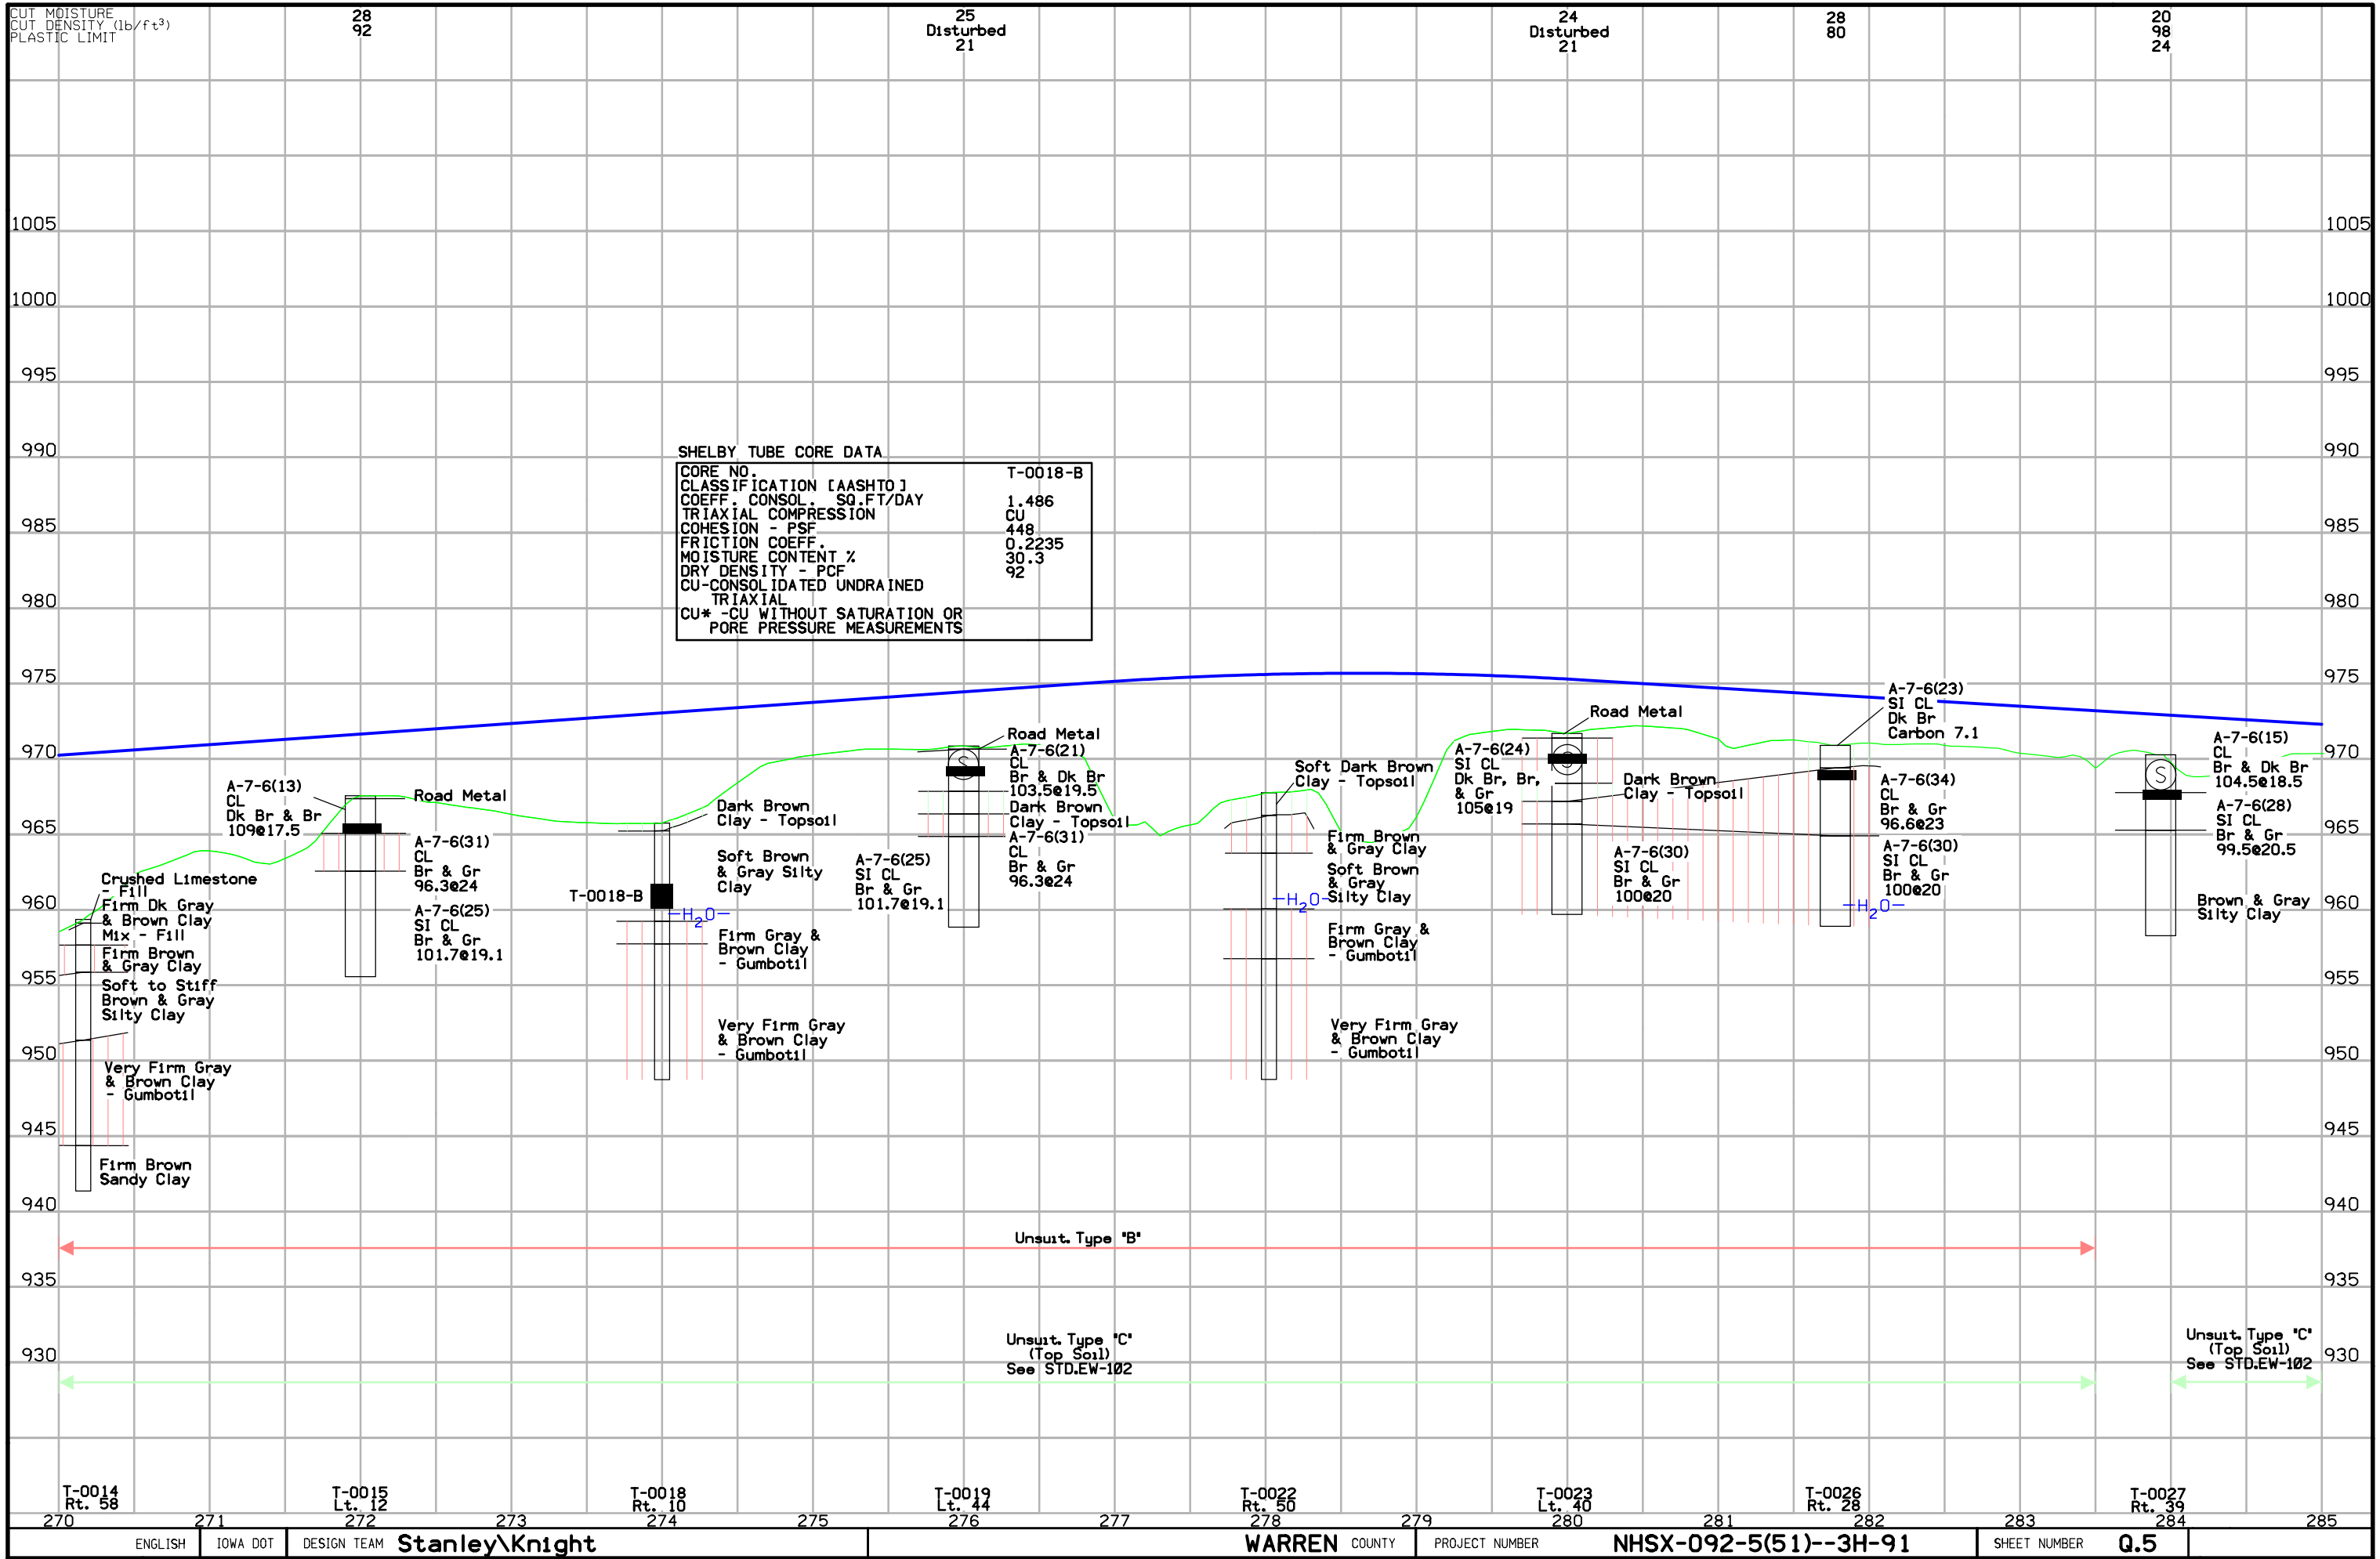 CUT MOISTURE
CUT DENSITY (lb/ft³)
PLASTIC LIMIT
28
92
25
Disturbed
21
24
Disturbed
21
28
80
20
98
24
1005
1005
1000
1000
995
995
990
990
985
985
980
980
975
975
970
970
965
965
960
960
955
955
950
950
945
945
940
940
935
935
930
930
SHELBY TUBE CORE DATA
CORE NO. T-0018-B
CLASSIFICATION [AASHTO]
COEFF. CONSOL. SQ.FT/DAY 1.486
TRIAXIAL COMPRESSION CU
COHESION - PSF 448
FRICTION COEFF. 0.2235
MOISTURE CONTENT % 30.3
DRY DENSITY - PCF 92
CU-CONSOLIDATED UNDRAINED
TRIAXIAL
CU* -CU WITHOUT SATURATION OR
PORE PRESSURE MEASUREMENTS
Crushed Limestone
- Fill
Firm Dk Gray
& Brown Clay
Mix - Fill
Firm Brown
& Gray Clay
Soft to Stiff
Brown & Gray
Silty Clay
Very Firm Gray
& Brown Clay
- Gumbotil
Firm Brown
Sandy Clay
A-7-6(13)
CL
Dk Br & Br
109@17.5
Road Metal
A-7-6(31)
CL
Br & Gr
96.3@24
A-7-6(25)
SI CL
Br & Gr
101.7@19.1
T-0018-B
Dark Brown
Clay - Topsoil
Soft Brown
& Gray Silty
Clay
-H2O-
Firm Gray &
Brown Clay
- Gumbotil
Very Firm Gray
& Brown Clay
- Gumbotil
Road Metal
S
A-7-6(21)
CL
Br & Dk Br
103.5@19.5
Dark Brown
Clay - Topsoil
A-7-6(31)
CL
Br & Gr
96.3@24
A-7-6(25)
SI CL
Br & Gr
101.7@19.1
Soft Dark Brown
Clay - Topsoil
Firm Brown
& Gray Clay
Soft Brown
& Gray
Silty Clay
-H2O-
Firm Gray &
Brown Clay
- Gumbotil
Very Firm Gray
& Brown Clay
- Gumbotil
Road Metal
S
A-7-6(24)
SI CL
Dk Br, Br,
& Gr
105@19
Dark Brown
Clay - Topsoil
A-7-6(30)
SI CL
Br & Gr
100@20
A-7-6(23)
SI CL
Dk Br
Carbon 7.1
A-7-6(34)
CL
Br & Gr
96.6@23
A-7-6(30)
SI CL
Br & Gr
100@20
-H2O-
S
A-7-6(15)
CL
Br & Dk Br
104.5@18.5
A-7-6(28)
SI CL
Br & Gr
99.5@20.5
Brown & Gray
Silty Clay
Unsuit. Type "B"
Unsuit. Type "C"
(Top Soil)
See STD.EW-102
Unsuit. Type "C"
(Top Soil)
See STD.EW-102
T-0014
Rt. 58
T-0015
Lt. 12
T-0018
Rt. 10
T-0019
Lt. 44
T-0022
Rt. 50
T-0023
Lt. 40
T-0026
Rt. 28
T-0027
Rt. 39
270 271 272 273 274 275 276 277 278 279 280 281 282 283 284 285
ENGLISH IOWA DOT DESIGN TEAM Stanley\Knight WARREN COUNTY PROJECT NUMBER NHSX-092-5(51)--3H-91 SHEET NUMBER Q.5